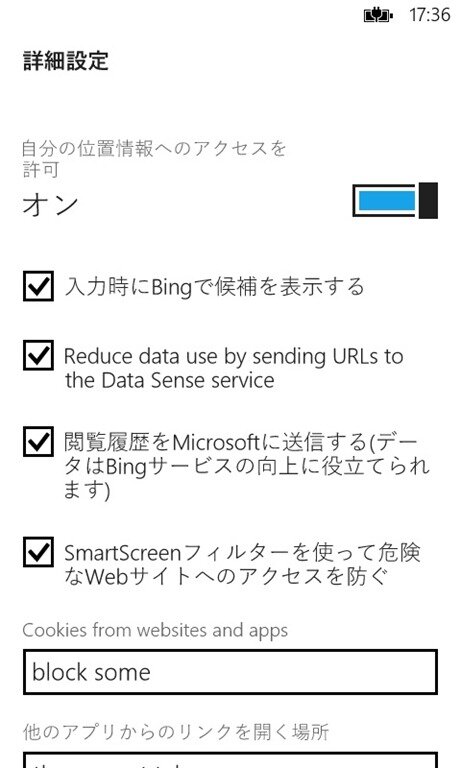 17:36
詳細設定
自分の位置情報へのアクセスを
許可
オン
入力時にBingで候補を表示する
Reduce data use by sending URLs to
the Data Sense service
閲覧履歴をMicrosoftに送信する(デー
タはBingサービスの向上に役立てられ
ます)
SmartScreenフィルターを使って危険
なWebサイトへのアクセスを防ぐ
Cookies from websites and apps
block some
他のアプリからのリンクを開く場所